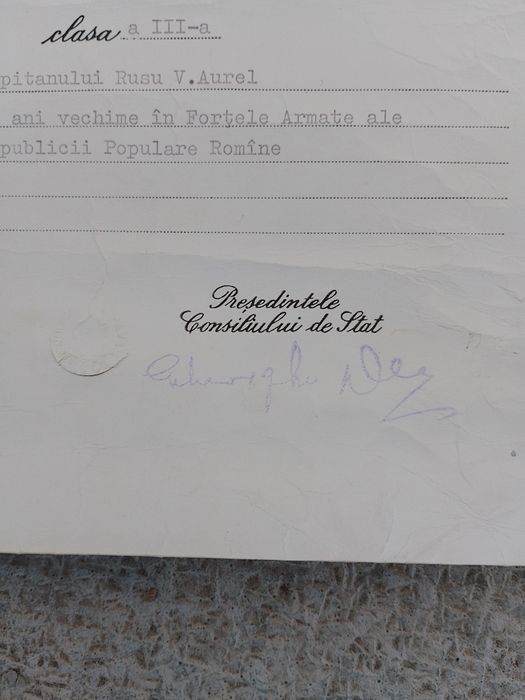 clasa a III-a
pitanului Rusu V.Aurel
ani vechime în Forțele Armate ale
publicii Populare Romîne
Președintele
Consiliului de Stat
Gheorghiu Dej